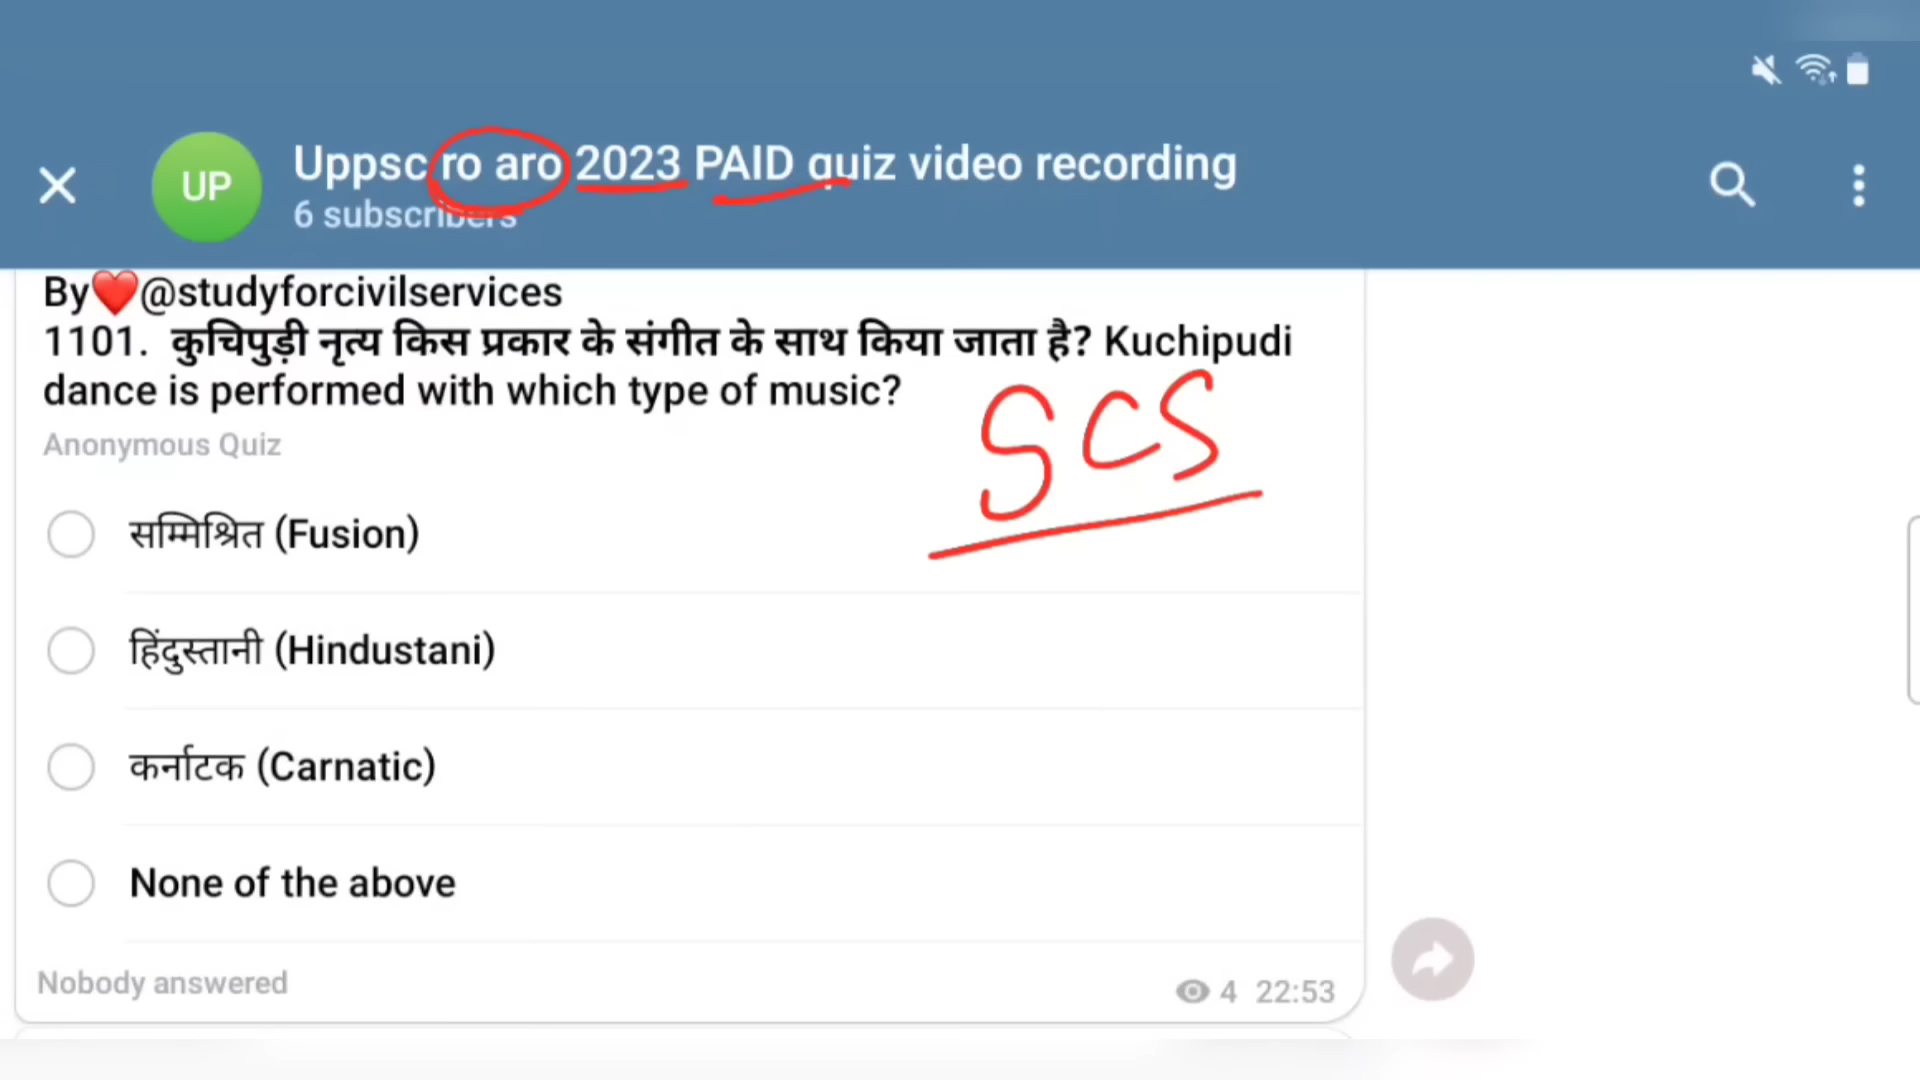 Uppsc ro aro 2023 PAID quiz video recording
UP
6 subscribers
By❤️@studyforcivilservices
1101. कुचिपुड़ी नृत्य किस प्रकार के संगीत के साथ किया जाता है? Kuchipudi
dance is performed with which type of music?
SCS
Anonymous Quiz
सम्मिश्रित (Fusion)
हिंदुस्तानी (Hindustani)
कर्नाटक (Carnatic)
None of the above
Nobody answered
4 22:53